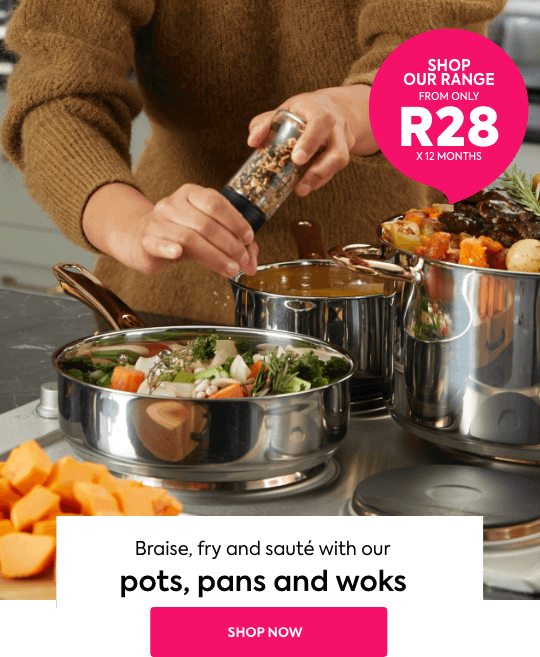 SHOP
OUR RANGE
FROM ONLY
R28
X 12 MONTHS
Braise, fry and sauté with our
pots, pans and woks
SHOP NOW